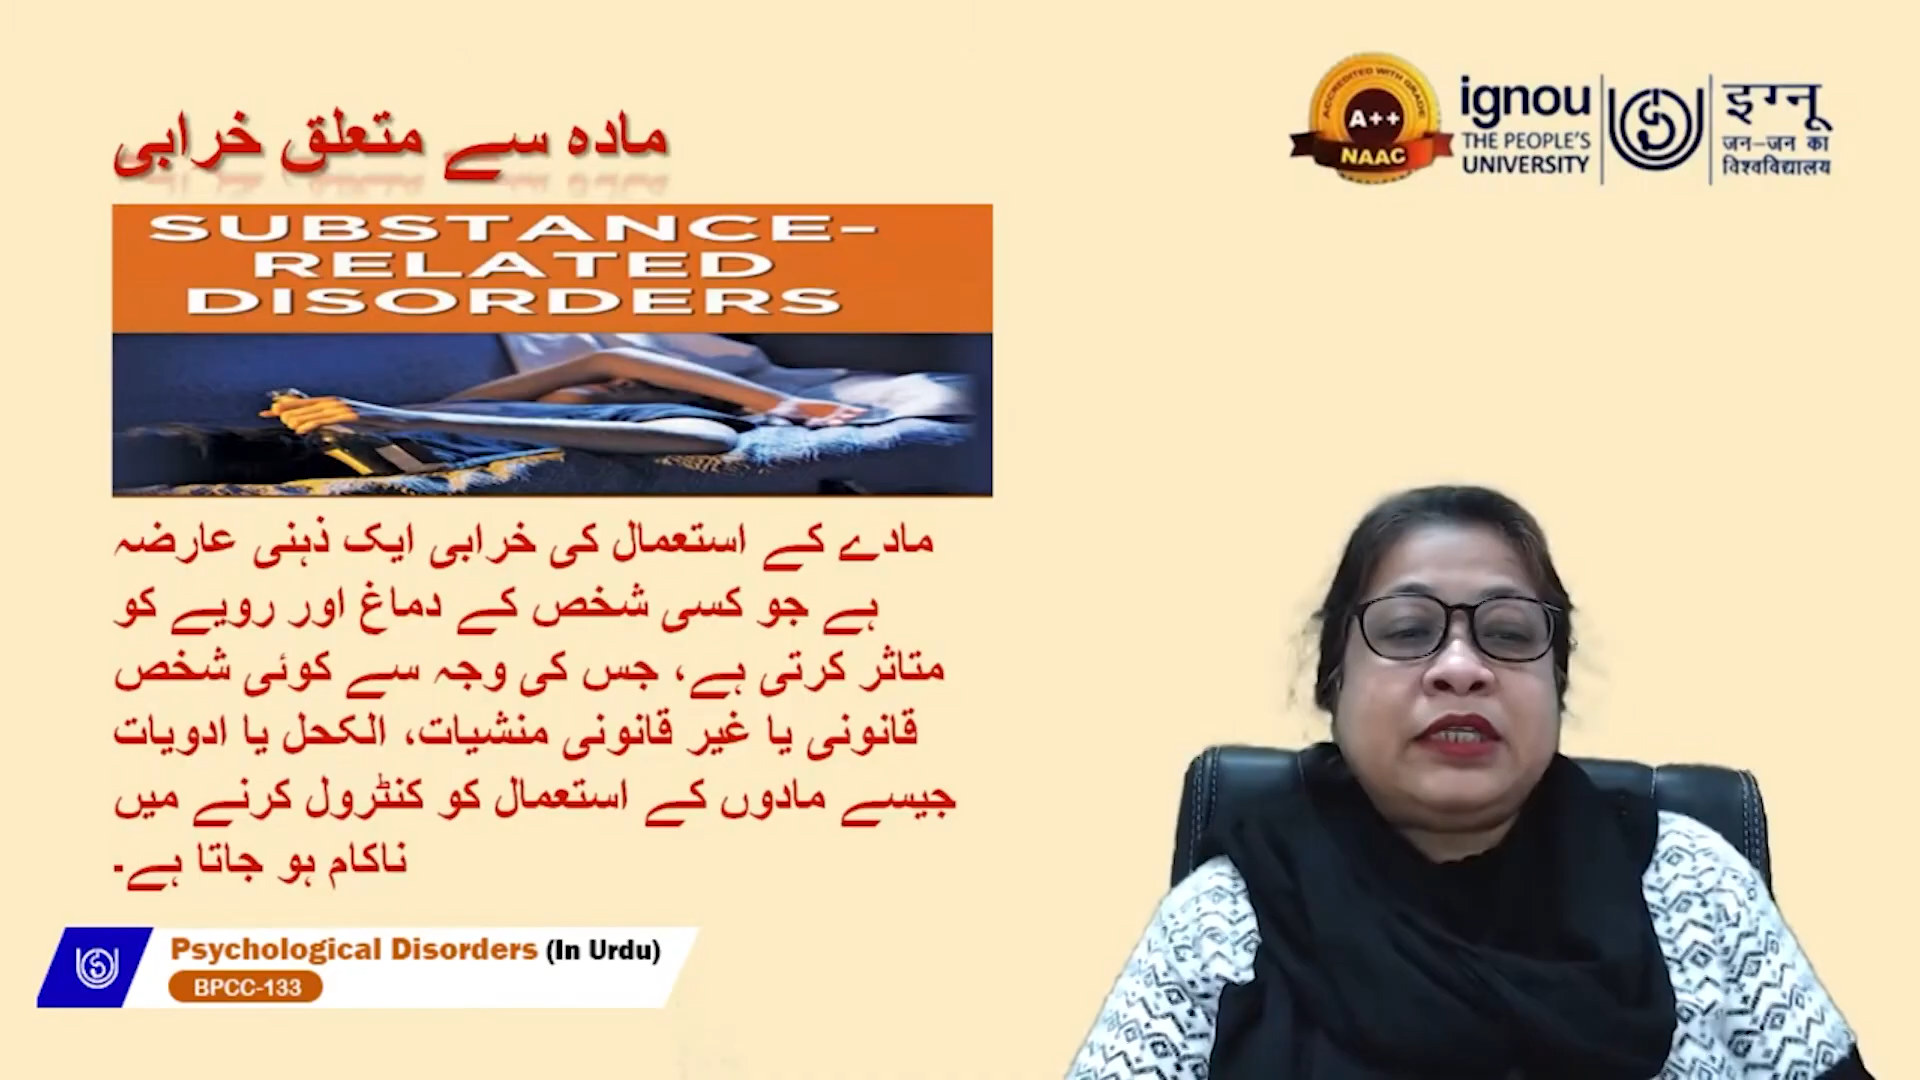 مادہ سے متعلق خرابی
SUBSTANCE-
RELATED
DISORDERS
مادے کے استعمال کی خرابی ایک ذہنی عارضہ
ہے جو کسی شخص کے دماغ اور رویے کو
متاثر کرتی ہے، جس کی وجہ سے کوئی شخص
قانونی یا غیر قانونی منشیات، الکحل یا ادویات
جیسے مادوں کے استعمال کو کنٹرول کرنے میں
ناکام ہو جاتا ہے۔
ACCREDITED WITH GRADE
A++
NAAC
ignou
THE PEOPLE'S
UNIVERSITY
इग्नू
जन-जन का
विश्वविद्यालय
Psychological Disorders (In Urdu)
BPCC-133